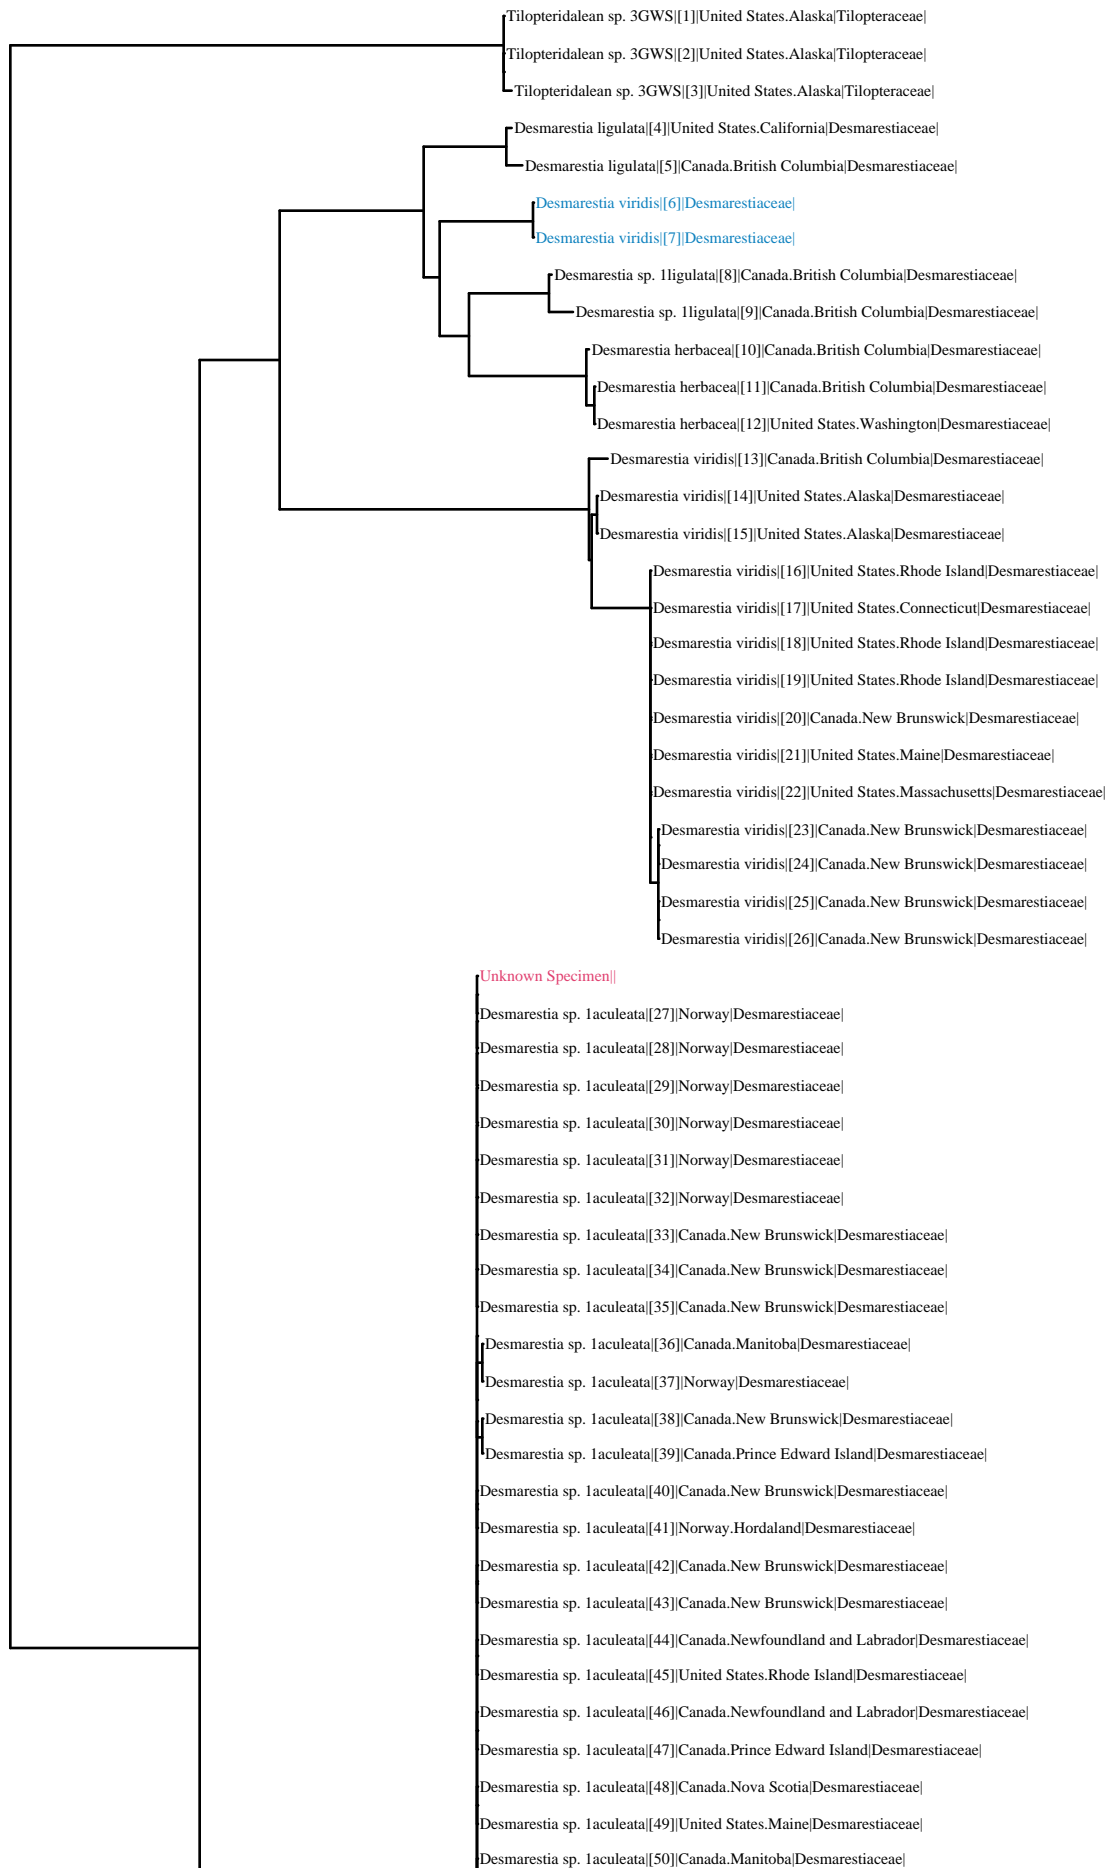 Tilopteridalean sp. 3GWS|[1]|United States.Alaska|Tilopteraceae|
Tilopteridalean sp. 3GWS|[2]|United States.Alaska|Tilopteraceae|
Tilopteridalean sp. 3GWS|[3]|United States.Alaska|Tilopteraceae|
Desmarestia ligulata|[4]|United States.California|Desmarestiaceae|
Desmarestia ligulata|[5]|Canada.British Columbia|Desmarestiaceae|
Desmarestia viridis|[6]|Desmarestiaceae|
Desmarestia viridis|[7]|Desmarestiaceae|
Desmarestia sp. 1ligulata|[8]|Canada.British Columbia|Desmarestiaceae|
Desmarestia sp. 1ligulata|[9]|Canada.British Columbia|Desmarestiaceae|
Desmarestia herbacea|[10]|Canada.British Columbia|Desmarestiaceae|
Desmarestia herbacea|[11]|Canada.British Columbia|Desmarestiaceae|
Desmarestia herbacea|[12]|United States.Washington|Desmarestiaceae|
Desmarestia viridis|[13]|Canada.British Columbia|Desmarestiaceae|
Desmarestia viridis|[14]|United States.Alaska|Desmarestiaceae|
Desmarestia viridis|[15]|United States.Alaska|Desmarestiaceae|
Desmarestia viridis|[16]|United States.Rhode Island|Desmarestiaceae|
Desmarestia viridis|[17]|United States.Connecticut|Desmarestiaceae|
Desmarestia viridis|[18]|United States.Rhode Island|Desmarestiaceae|
Desmarestia viridis|[19]|United States.Rhode Island|Desmarestiaceae|
Desmarestia viridis|[20]|Canada.New Brunswick|Desmarestiaceae|
Desmarestia viridis|[21]|United States.Maine|Desmarestiaceae|
Desmarestia viridis|[22]|United States.Massachusetts|Desmarestiaceae|
Desmarestia viridis|[23]|Canada.New Brunswick|Desmarestiaceae|
Desmarestia viridis|[24]|Canada.New Brunswick|Desmarestiaceae|
Desmarestia viridis|[25]|Canada.New Brunswick|Desmarestiaceae|
Desmarestia viridis|[26]|Canada.New Brunswick|Desmarestiaceae|
Unknown Specimen||
Desmarestia sp. 1aculeata|[27]|Norway|Desmarestiaceae|
Desmarestia sp. 1aculeata|[28]|Norway|Desmarestiaceae|
Desmarestia sp. 1aculeata|[29]|Norway|Desmarestiaceae|
Desmarestia sp. 1aculeata|[30]|Norway|Desmarestiaceae|
Desmarestia sp. 1aculeata|[31]|Norway|Desmarestiaceae|
Desmarestia sp. 1aculeata|[32]|Norway|Desmarestiaceae|
Desmarestia sp. 1aculeata|[33]|Canada.New Brunswick|Desmarestiaceae|
Desmarestia sp. 1aculeata|[34]|Canada.New Brunswick|Desmarestiaceae|
Desmarestia sp. 1aculeata|[35]|Canada.New Brunswick|Desmarestiaceae|
Desmarestia sp. 1aculeata|[36]|Canada.Manitoba|Desmarestiaceae|
Desmarestia sp. 1aculeata|[37]|Norway|Desmarestiaceae|
Desmarestia sp. 1aculeata|[38]|Canada.New Brunswick|Desmarestiaceae|
Desmarestia sp. 1aculeata|[39]|Canada.Prince Edward Island|Desmarestiaceae|
Desmarestia sp. 1aculeata|[40]|Canada.New Brunswick|Desmarestiaceae|
Desmarestia sp. 1aculeata|[41]|Norway.Hordaland|Desmarestiaceae|
Desmarestia sp. 1aculeata|[42]|Canada.New Brunswick|Desmarestiaceae|
Desmarestia sp. 1aculeata|[43]|Canada.New Brunswick|Desmarestiaceae|
Desmarestia sp. 1aculeata|[44]|Canada.Newfoundland and Labrador|Desmarestiaceae|
Desmarestia sp. 1aculeata|[45]|United States.Rhode Island|Desmarestiaceae|
Desmarestia sp. 1aculeata|[46]|Canada.Newfoundland and Labrador|Desmarestiaceae|
Desmarestia sp. 1aculeata|[47]|Canada.Prince Edward Island|Desmarestiaceae|
Desmarestia sp. 1aculeata|[48]|Canada.Nova Scotia|Desmarestiaceae|
Desmarestia sp. 1aculeata|[49]|United States.Maine|Desmarestiaceae|
Desmarestia sp. 1aculeata|[50]|Canada.Manitoba|Desmarestiaceae|